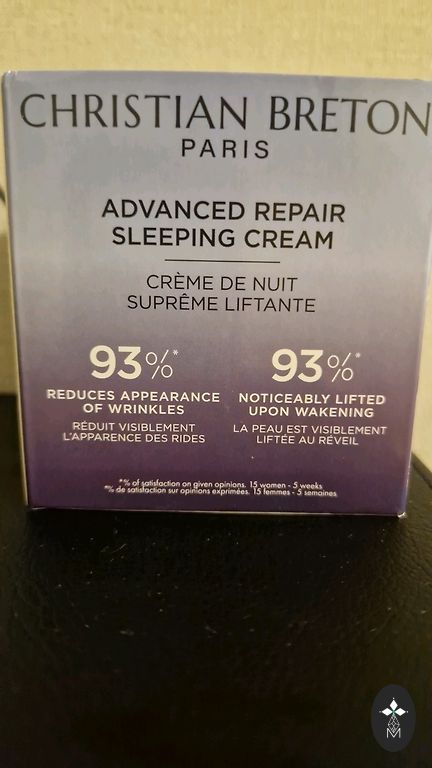 CHRISTIAN BRETON
PARIS
ADVANCED REPAIR
SLEEPING CREAM
CRÈME DE NUIT
SUPRÊME LIFTANTE
93%*
REDUCES APPEARANCE
OF WRINKLES
RÉDUIT VISIBLEMENT
L'APPARENCE DES RIDES
93%*
NOTICEABLY LIFTED
UPON WAKENING
LA PEAU EST VISIBLEMENT
LIFTÉE AU RÉVEIL
*% of satisfaction on given opinions. 15 women - 5 weeks
*% de satisfaction sur opinions exprimées. 15 femmes - 5 semaines
M